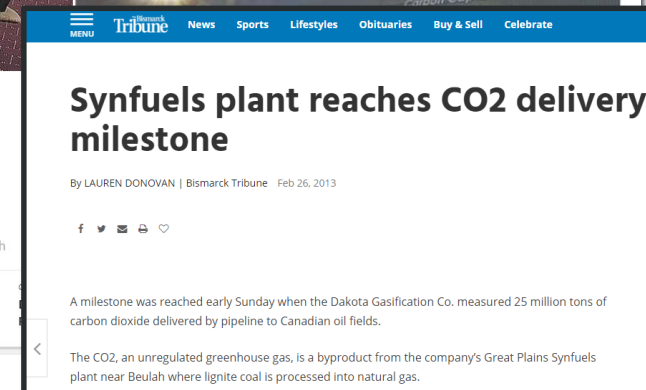 Carbon Cap
MENU
Bismarck
Tribune
News Sports Lifestyles Obituaries Buy & Sell Celebrate
Synfuels plant reaches CO2 delivery
milestone
By LAUREN DONOVAN | Bismarck Tribune Feb 26, 2013
A milestone was reached early Sunday when the Dakota Gasification Co. measured 25 million tons of
carbon dioxide delivered by pipeline to Canadian oil fields.
The CO2, an unregulated greenhouse gas, is a byproduct from the company's Great Plains Synfuels
plant near Beulah where lignite coal is processed into natural gas.